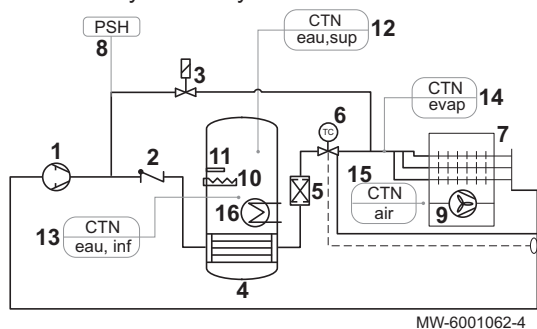 PSH
8
CTN
eau,sup
12
3
6
TC
CTN
evap
14
7
1
2
11
10
5
15
CTN
air
9
16
13
CTN
eau, inf
4
MW-6001062-4